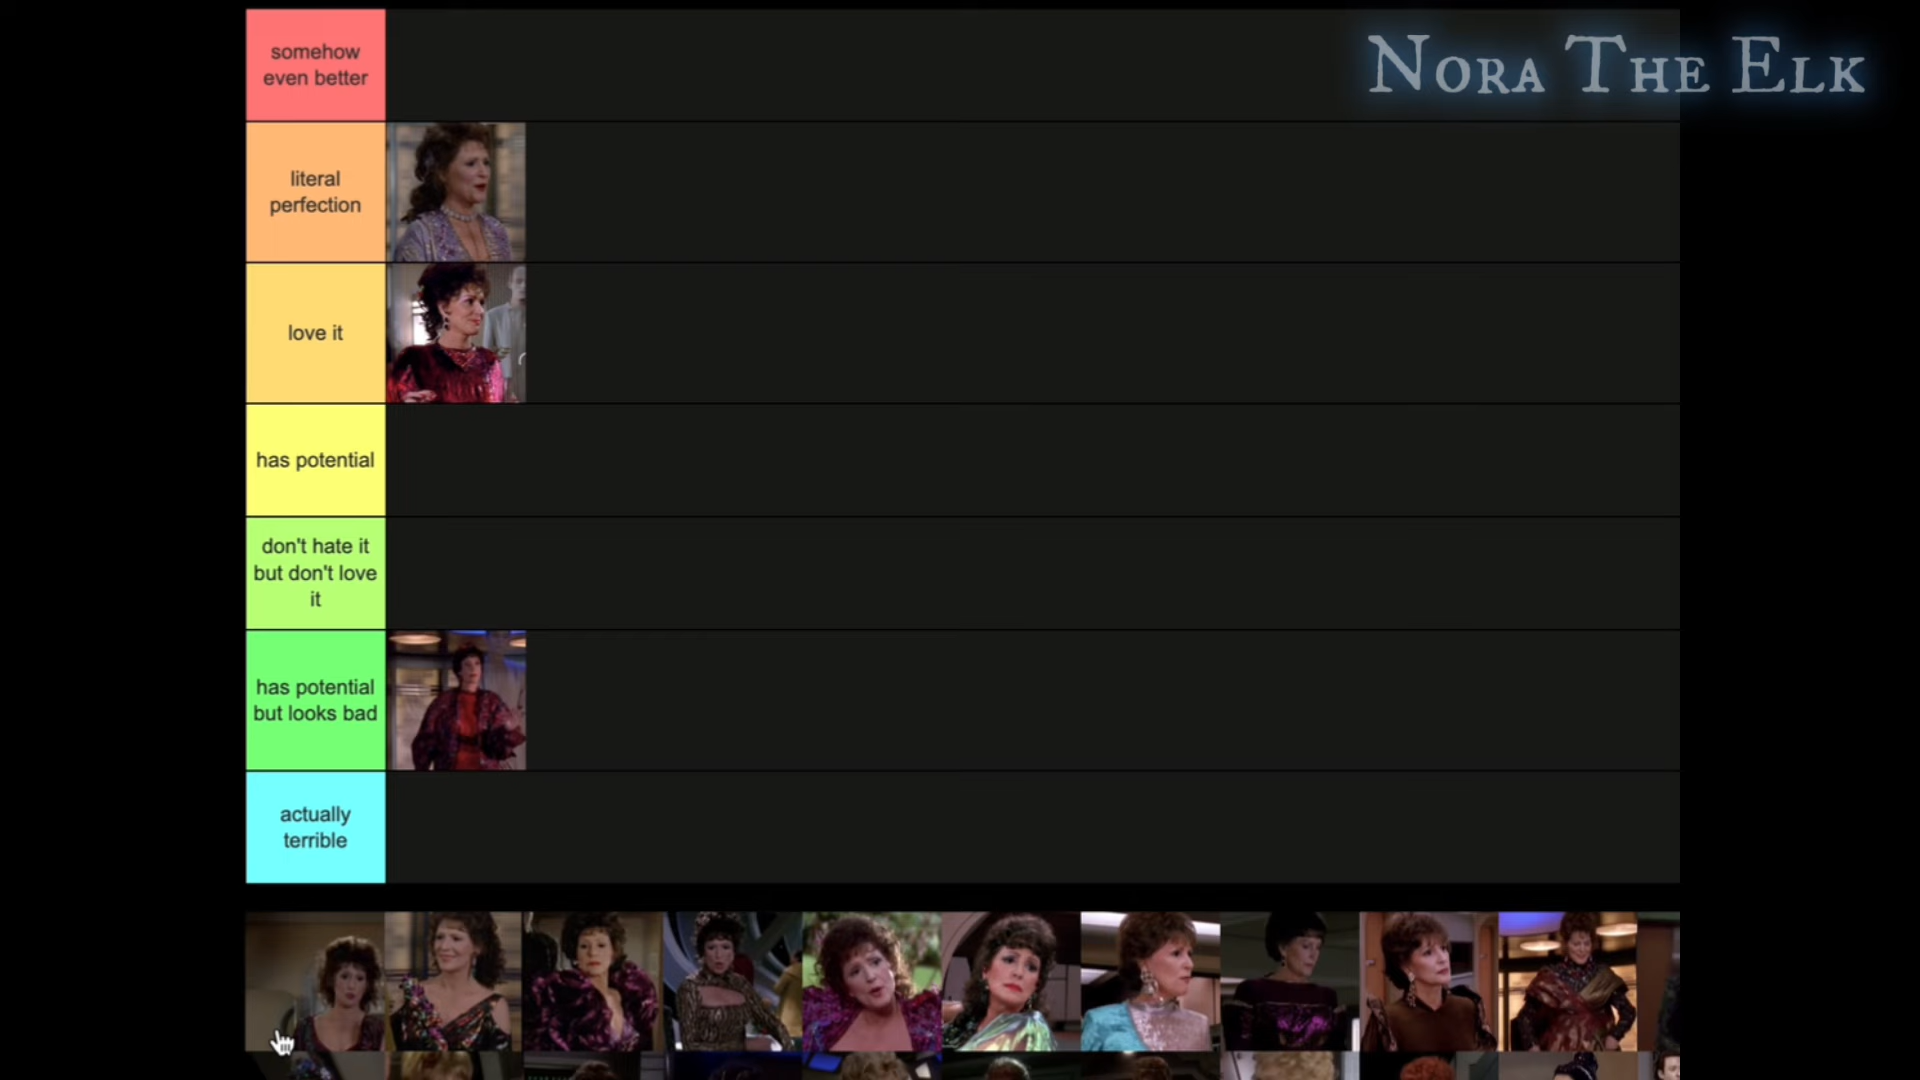 Nora The Elk
somehow
even better
literal
perfection
love it
has potential
don't hate it
but don't love
it
has potential
but looks bad
actually
terrible